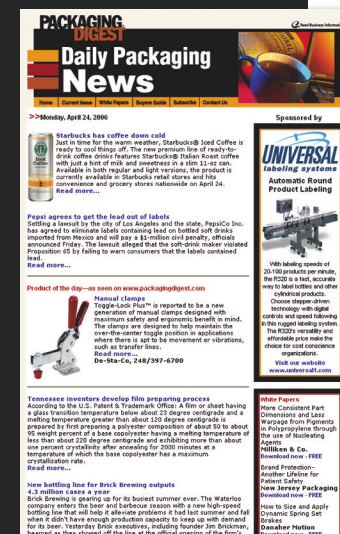 PACKAGING
DIGEST
Reed Business Information
Daily Packaging
News
Home Current Issue White Papers Buyers Guide Subscribe Contact Us
>>Monday, April 24, 2006
Starbucks has coffee down cold
Just in time for the warm weather, Starbucks® Iced Coffee is
ready to cool things off. The new premium line of ready-to-
drink coffee drinks features Starbucks® Italian Roast coffee
with just a hint of milk and sweetness in a slim 11-oz can.
Available in both regular and light versions, the product is
currently available in Starbucks retail stores and hits
convenience and grocery stores nationwide on April 24.
Read more...
Pepsi agrees to get the lead out of labels
Settling a lawsuit by the city of Los Angeles and the state, PepsiCo Inc.
has agreed to eliminate labels containing lead on bottled soft drinks
imported from Mexico and will pay a $1-million civil penalty, officials
announced Friday. The lawsuit alleged that the soft-drink maker violated
Proposition 65 by failing to warn consumers that the labels contained
lead.
Read more...
Product of the day—as seen on www.packagingdigest.com
Manual clamps
Toggle-Lock Plus™ is reported to be a new
generation of manual clamps designed with
maximum safety and ergonomic benefit in mind.
The clamps are designed to help maintain the
over-the-center toggle position in applications
where there is apt to be movement or vibrations,
such as transfer lines.
Read more...
De-Sta-Co, 248/397-6700
Tennessee inventors develop film preparing process
According to the U.S. Patent & Trademark Office: A film or sheet having
a glass transition temperature below about 23 degree centigrade and a
melting temperature greater than about 120 degree centigrade is
prepared by first preparing a polyester composition of about 50 to about
95 weight percent of a base copolyester having a melting temperature of
less than about 220 degree centigrade and exhibiting more than about
one percent crystallinity after annealing for 2000 minutes at a
temperature of which the base copolyester has a maximum
crystallization rate.
Read more...
New bottling line for Brick Brewing outputs
4.3 million cases a year
Brick Brewing is gearing up for its busiest summer ever. The Waterloo
company enters the beer and barbecue season with a new high-speed
bottling line that will help it alleviate problems it had last summer and fall
when it didn't have enough production capacity to keep up with demand
for its beer. Yesterday Brick executives, including founder Jim Brickman,
beamed as they showed off the line at the official opening of the firm's
Sponsored by
UNIVERSAL
labeling systems
Automatic Round
Product Labeling
With labeling speeds of
20-100 products per minute,
the R320 is a fast, accurate
way to label bottles and other
cylindrical products.
Choose stepper-driven
technology with digital
controls and speed following
in this rugged labeling system.
The R320's versatility and
affordable price make the
choice for cost conscience
organizations.
Visit our website
www.universal1.com
White Papers
More Consistent Part
Dimensions and Less
Warpage from Pigments
in Polypropylene through
the use of Nucleating
Agents
Milliken & Co.
Download now - FREE
Brand Protection-
Another Lifeline for
Patient Safety
New Jersey Packaging
Download now - FREE
How to Size and Apply
Dynamic Spring Set
Brakes
Danaher Motion
Download now - FREE